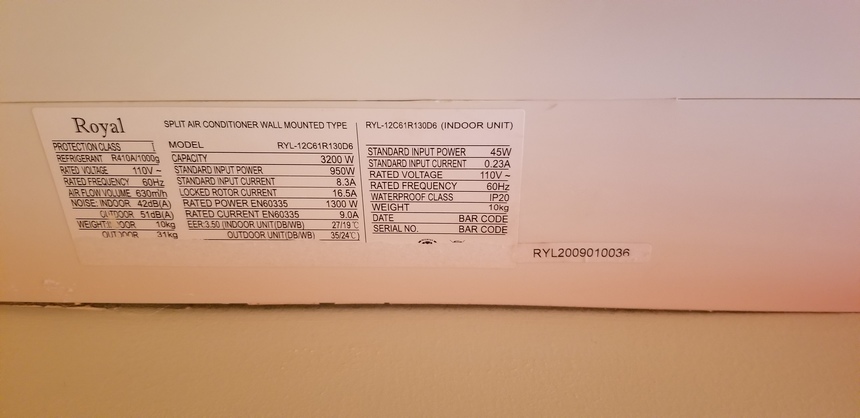 Royal
SPLIT AIR CONDITIONER WALL MOUNTED TYPE
PROTECTION CLASS I
REFRIGERANT R410A/1000g
RATED VOLTAGE 110V ~
RATED FREQUENCY 60Hz
AIR FLOW VOLUME 630m³/h
NOISE: INDOOR 42dB(A)
OUTDOOR 51dB(A)
WEIGHT: INDOOR 10kg
OUTDOOR 31kg
MODEL RYL-12C61R130D6
CAPACITY 3200 W
STANDARD INPUT POWER 950W
STANDARD INPUT CURRENT 8.3A
LOCKED ROTOR CURRENT 16.5A
RATED POWER EN60335 1300 W
RATED CURRENT EN60335 9.0A
EER:3.50 (INDOOR UNIT(DB/WB) 27/19℃
OUTDOOR UNIT(DB/WB) 35/24℃)
RYL-12C61R130D6 (INDOOR UNIT)
STANDARD INPUT POWER 45W
STANDARD INPUT CURRENT 0.23A
RATED VOLTAGE 110V ~
RATED FREQUENCY 60Hz
WATERPROOF CLASS IP20
WEIGHT 10kg
DATE BAR CODE
SERIAL NO. BAR CODE
RYL2009010036